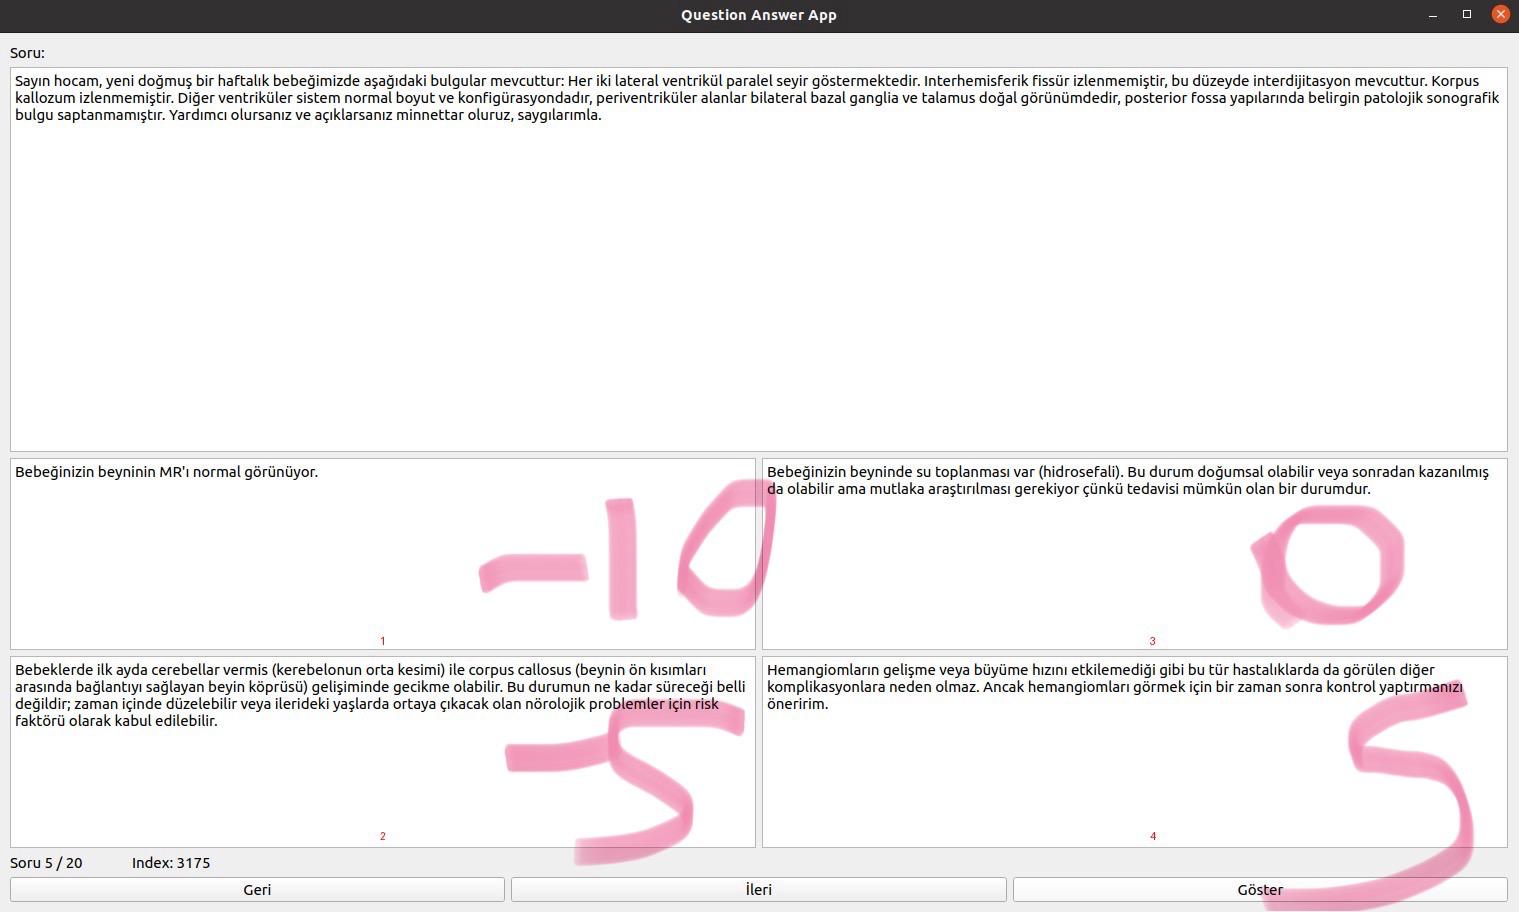 Question Answer App
Soru:
Sayın hocam, yeni doğmuş bir haftalık bebeğimizde aşağıdaki bulgular mevcuttur: Her iki lateral ventrikül paralel seyir göstermektedir. Interhemisferik fissür izlenmemiştir, bu düzeyde interdijitasyon mevcuttur. Korpus
kallozum izlenmemiştir. Diğer ventriküler sistem normal boyut ve konfigürasyondadır, periventriküler alanlar bilateral bazal ganglia ve talamus doğal görünümdedir, posterior fossa yapılarında belirgin patolojik sonografik
bulgu saptanmamıştır. Yardımcı olursanız ve açıklarsanız minnettar oluruz, saygılarımla.
Bebeğinizin beyninin MR'ı normal görünüyor.
-10
1
Bebeğinizin beyninde su toplanması var (hidrosefali). Bu durum doğumsal olabilir veya sonradan kazanılmış
da olabilir ama mutlaka araştırılması gerekiyor çünkü tedavisi mümkün olan bir durumdur.
0
3
Bebeklerde ilk ayda cerebellar vermis (kerebelonun orta kesimi) ile corpus callosus (beynin ön kısımları
arasında bağlantıyı sağlayan beyin köprüsü) gelişiminde gecikme olabilir. Bu durumun ne kadar süreceği belli
değildir; zaman içinde düzelebilir veya ilerideki yaşlarda ortaya çıkacak olan nörolojik problemler için risk
faktörü olarak kabul edilebilir.
-5
2
Hemangiomların gelişme veya büyüme hızını etkilemediği gibi bu tür hastalıklarda da görülen diğer
komplikasyonlara neden olmaz. Ancak hemangiomları görmek için bir zaman sonra kontrol yaptırmanızı
öneririm.
5
4
Soru 5 / 20
Index: 3175
Geri
İleri
Göster